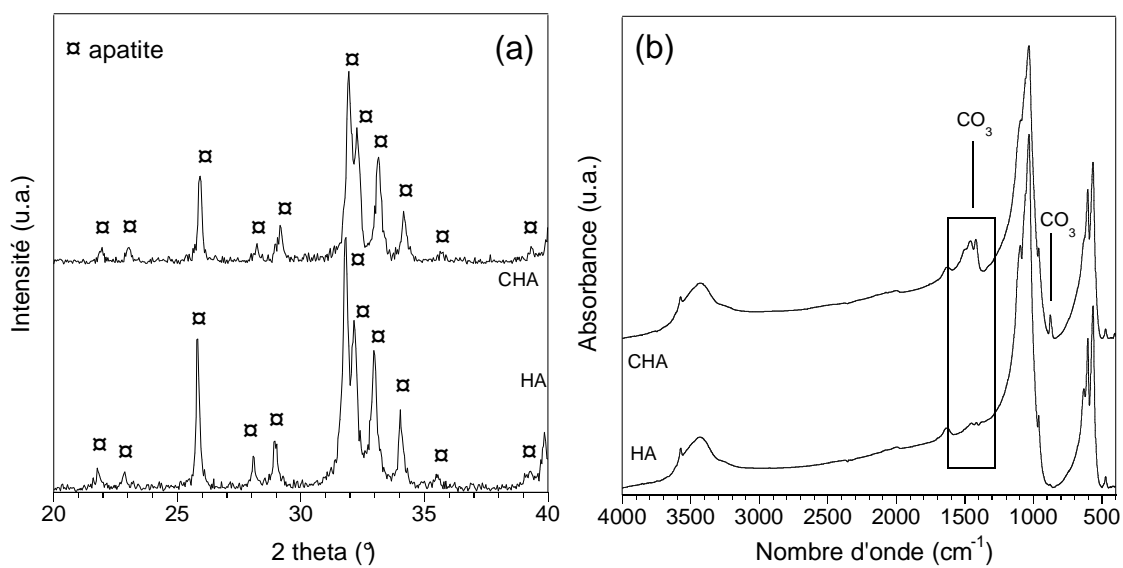 ¤ apatite
(a)
CHA
HA
Intensité (u.a.)
20 25 30 35 40
2 theta (°)
(b)
CO3
CO3
CHA
HA
Absorbance (u.a.)
4000 3500 3000 2500 2000 1500 1000 500
Nombre d'onde (cm-1)